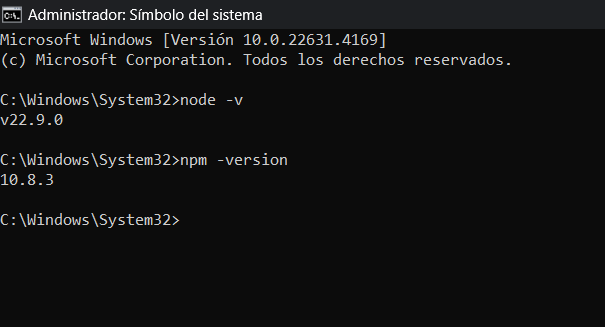 Administrador: Símbolo del sistema
Microsoft Windows [Versión 10.0.22631.4169]
(c) Microsoft Corporation. Todos los derechos reservados.
C:\Windows\System32>node -v
v22.9.0
C:\Windows\System32>npm -version
10.8.3
C:\Windows\System32>